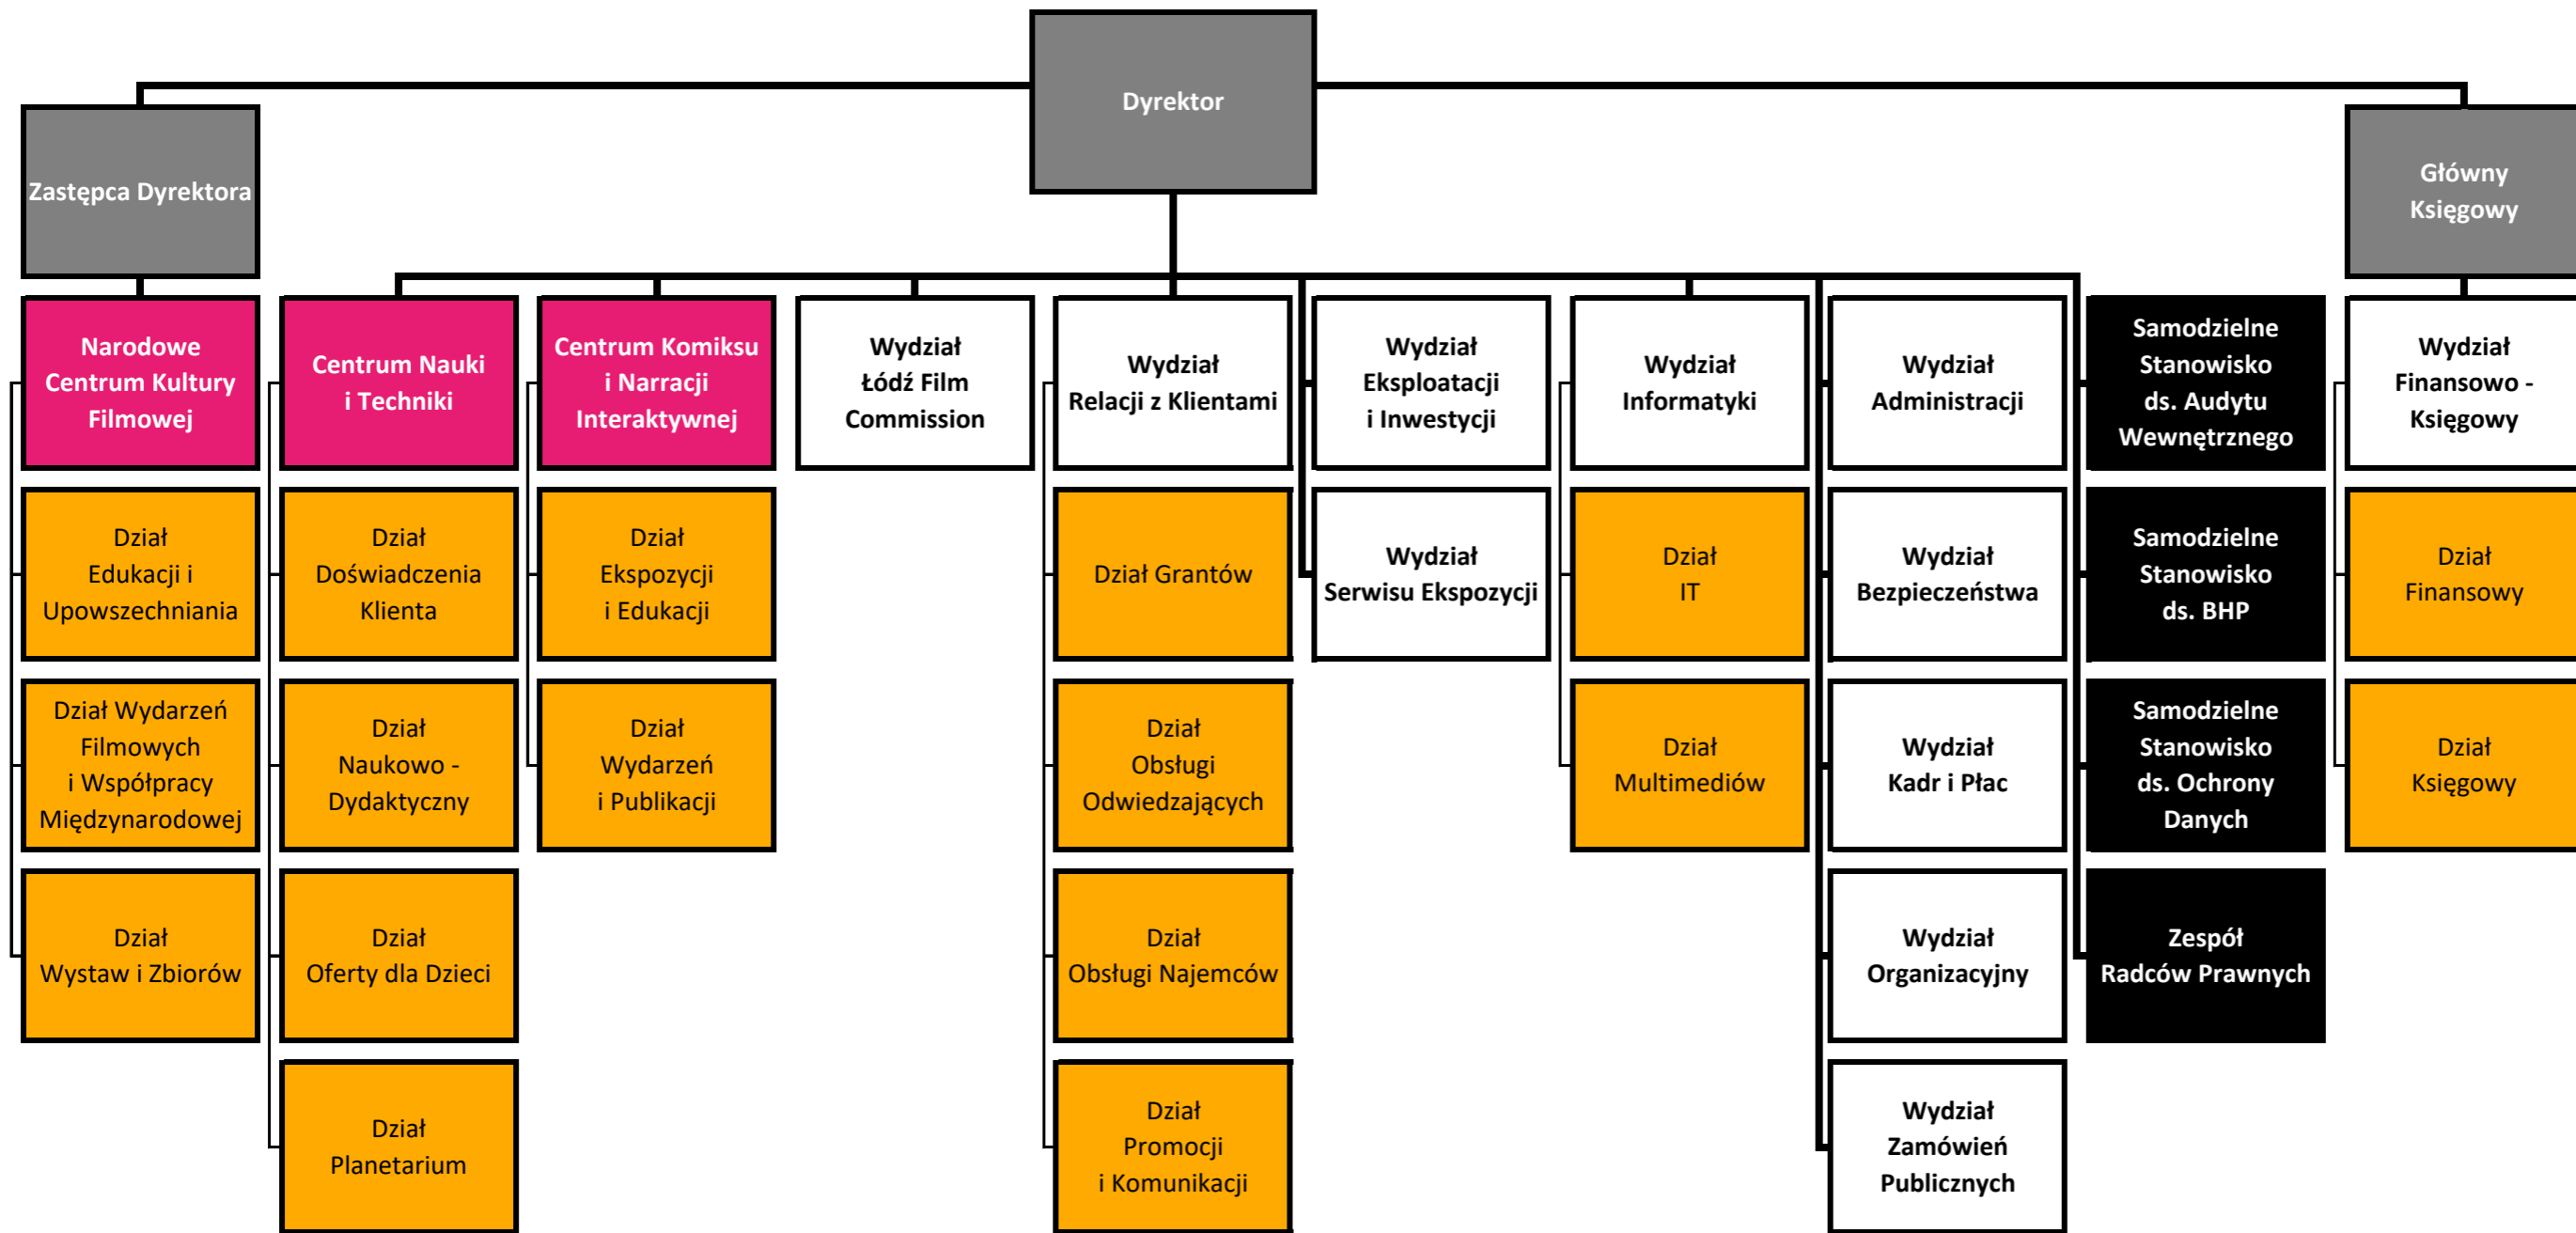 Dyrektor
Zastępca Dyrektora
Główny
Księgowy
Narodowe
Centrum Kultury
Filmowej
Centrum Nauki
i Techniki
Centrum Komiksu
i Narracji
Interaktywnej
Wydział
Łódź Film
Commission
Wydział
Relacji z Klientami
Wydział
Eksploatacji
i Inwestycji
Wydział
Informatyki
Wydział
Administracji
Samodzielne
Stanowisko
ds. Audytu
Wewnętrznego
Wydział
Finansowo -
Księgowy
Dział
Edukacji i
Upowszechniania
Dział
Doświadczenia
Klienta
Dział
Ekspozycji
i Edukacji
Dział Grantów
Wydział
Serwisu Ekspozycji
Dział
IT
Wydział
Bezpieczeństwa
Samodzielne
Stanowisko
ds. BHP
Dział
Finansowy
Dział Wydarzeń
Filmowych
i Współpracy
Międzynarodowej
Dział
Naukowo -
Dydaktyczny
Dział
Wydarzeń
i Publikacji
Dział
Obsługi
Odwiedzających
Dział
Multimediów
Wydział
Kadr i Płac
Samodzielne
Stanowisko
ds. Ochrony
Danych
Dział
Księgowy
Dział
Wystaw i Zbiorów
Dział
Oferty dla Dzieci
Dział
Obsługi Najemców
Wydział
Organizacyjny
Zespół
Radców Prawnych
Dział
Planetarium
Dział
Promocji
i Komunikacji
Wydział
Zamówień
Publicznych